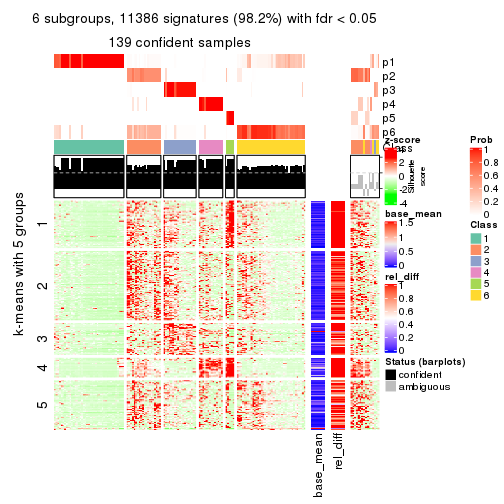 6 subgroups, 11386 signatures (98.2%) with fdr < 0.05
139 confident samples
p1
p2
p3
p4
p5
p6
Class
Silhouette
score
k-means with 5 groups
1
2
3
4
5
base_mean
rel_diff
z-score
4
2
0
-2
-4
base_mean
1.5
1
0.5
0
rel_diff
1
0.8
0.6
0.4
0.2
0
Status (barplots)
confident
ambiguous
Prob
1
0.8
0.6
0.4
0.2
0
Class
1
2
3
4
5
6